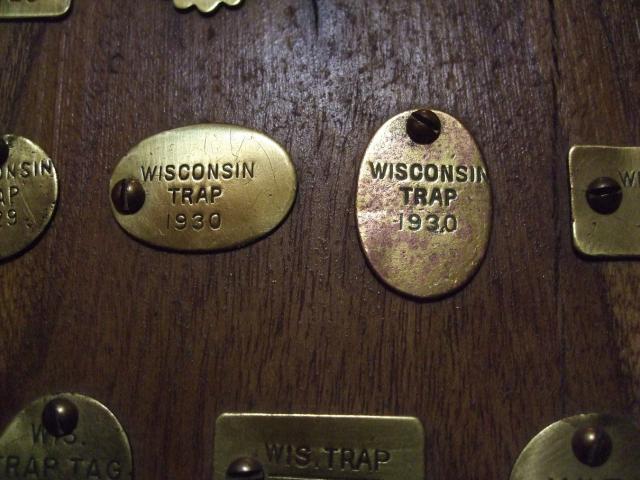 WISCONSIN
TRAP
1930
WISCONSIN
TRAP
1930
WIS.
TRAP TAG
WIS. TRAP